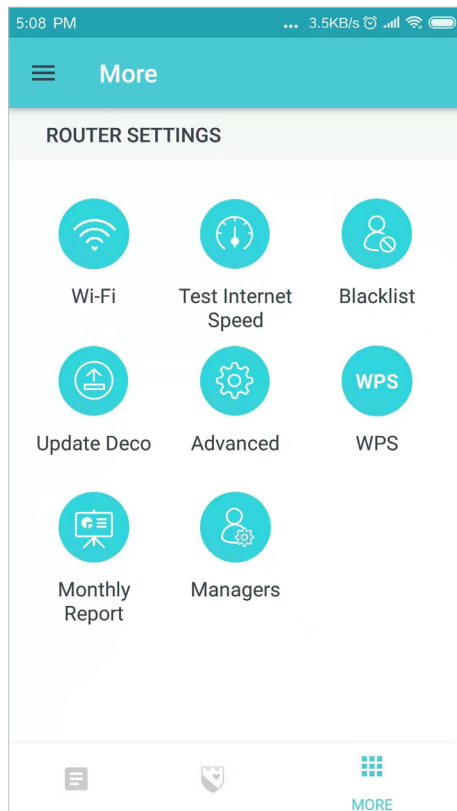 5:08 PM ... 3.5KB/s
More
ROUTER SETTINGS
Wi-Fi Test Internet Blacklist
Speed
WPS
Update Deco Advanced WPS
Monthly Managers
Report
MORE